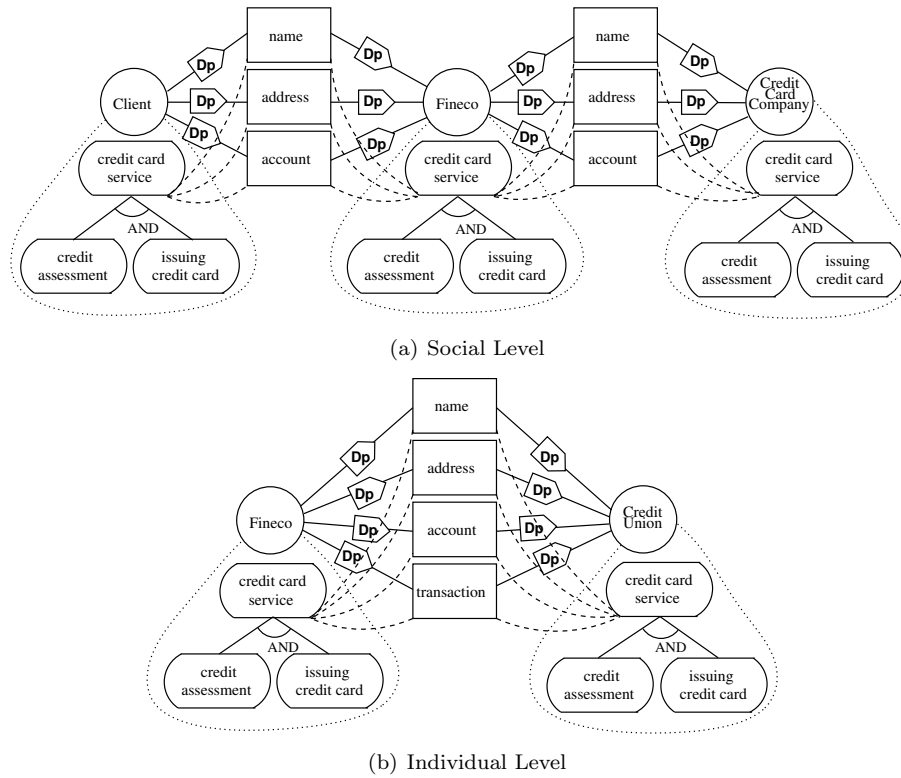 name
name
Dp
Dp
Dp
Dp
Client
Dp
address
Dp
Fineco
Dp
address
Dp
Credit
Card
Company
Dp
account
Dp
Dp
account
Dp
credit card
service
credit card
service
credit card
service
AND
AND
AND
credit
assessment
issuing
credit card
credit
assessment
issuing
credit card
credit
assessment
issuing
credit card
(a) Social Level
name
Dp
Dp
address
Dp
Dp
Fineco
Dp
account
Dp
Credit
Union
Dp
Dp
transaction
credit card
service
credit card
service
AND
AND
credit
assessment
issuing
credit card
credit
assessment
issuing
credit card
(b) Individual Level